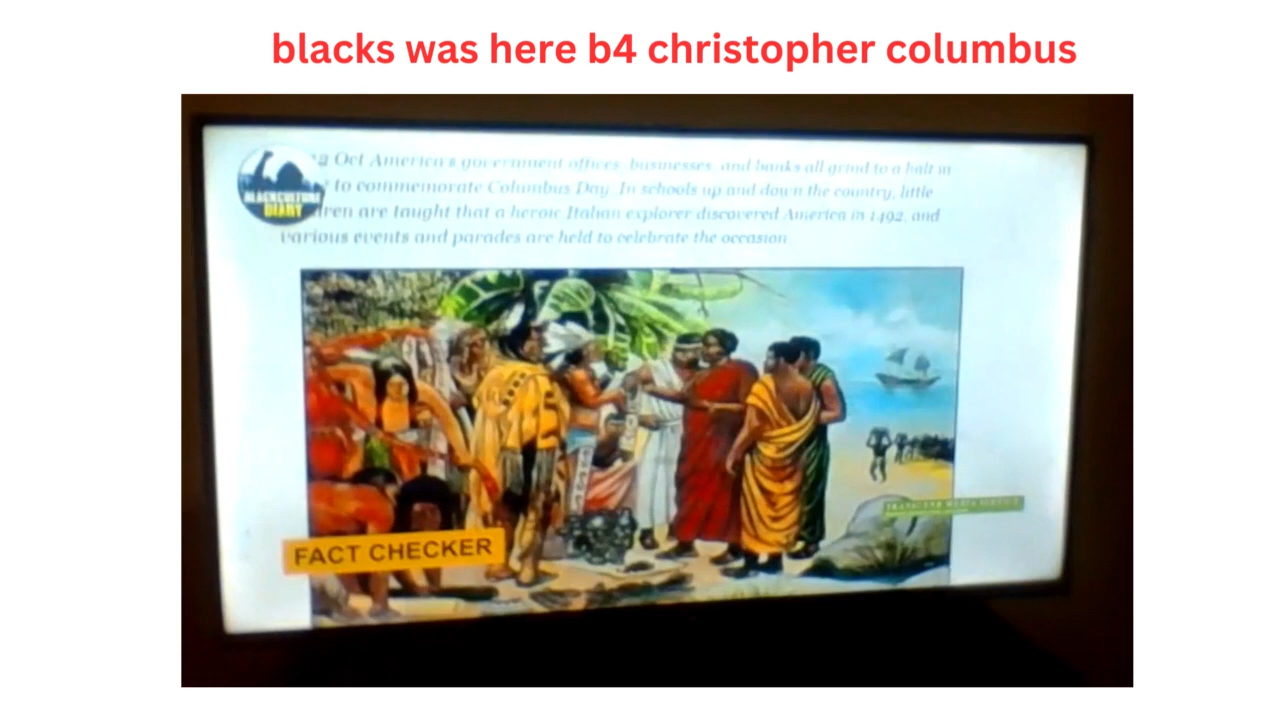 blacks was here b4 christopher columbus
Oct America's government offices, businesses, and banks all grind to a halt in
to commemorate Columbus Day. In schools up and down the country, little
are taught that a heroic Italian explorer discovered America in 1492, and
various events and parades are held to celebrate the occasion
BLACKCULTURE
DIARY
FACT CHECKER